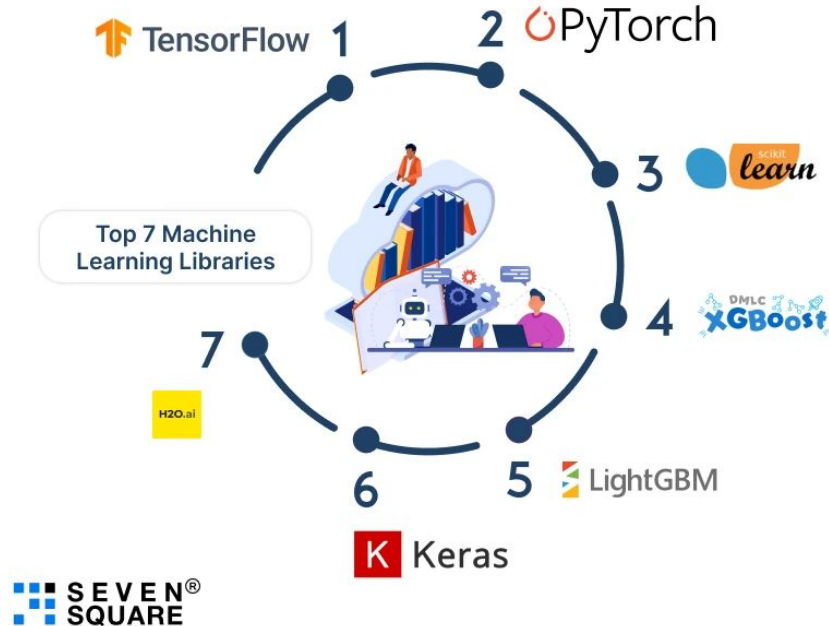 TensorFlow 1
2 PyTorch
3 scikit
learn
Top 7 Machine
Learning Libraries
4 DMLC
XGBoost
7
H2O.ai
5 LightGBM
6
K Keras
SEVEN®
SQUARE